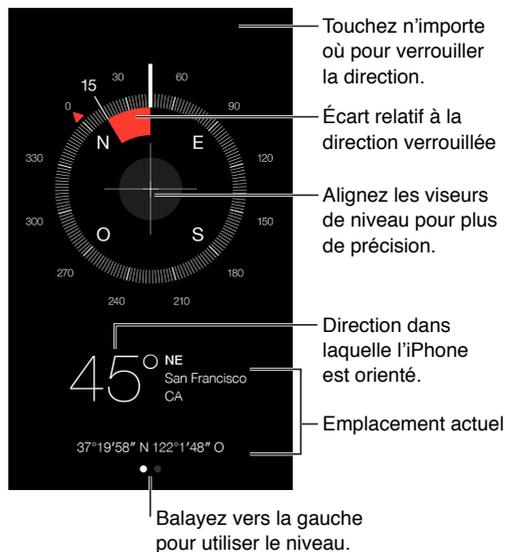 Touchez n’importe
où pour verrouiller
la direction.
Écart relatif à la
direction verrouillée
Alignez les viseurs
de niveau pour plus
de précision.
15
0
30
60
90
120
150
180
210
240
270
300
330
N
E
S
O
Direction dans
laquelle l’iPhone
est orienté.
45° NE
San Francisco
CA
Emplacement actuel
37°19′58″ N 122°1′48″ O
Balayez vers la gauche
pour utiliser le niveau.